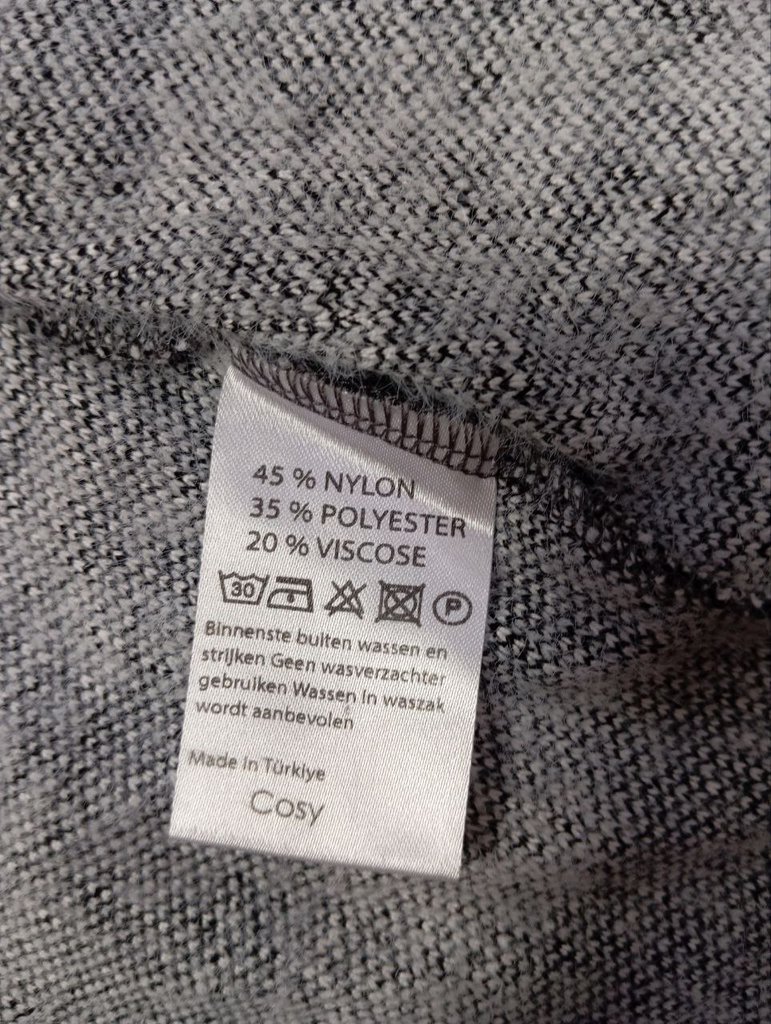 45 % NYLON
35 % POLYESTER
20 % VISCOSE
30 P
Binnenste buiten wassen en
strijken Geen wasverzachter
gebruiken Wassen in waszak
wordt aanbevolen
Made in Türkiye
Cosy